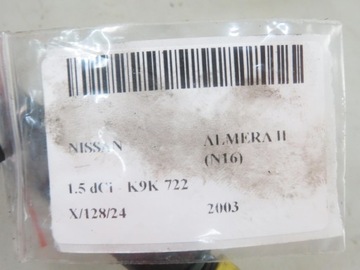 NISSAN ALMERA II
(N16)
1.5 dCi - K9K 722
X/128/24 2003